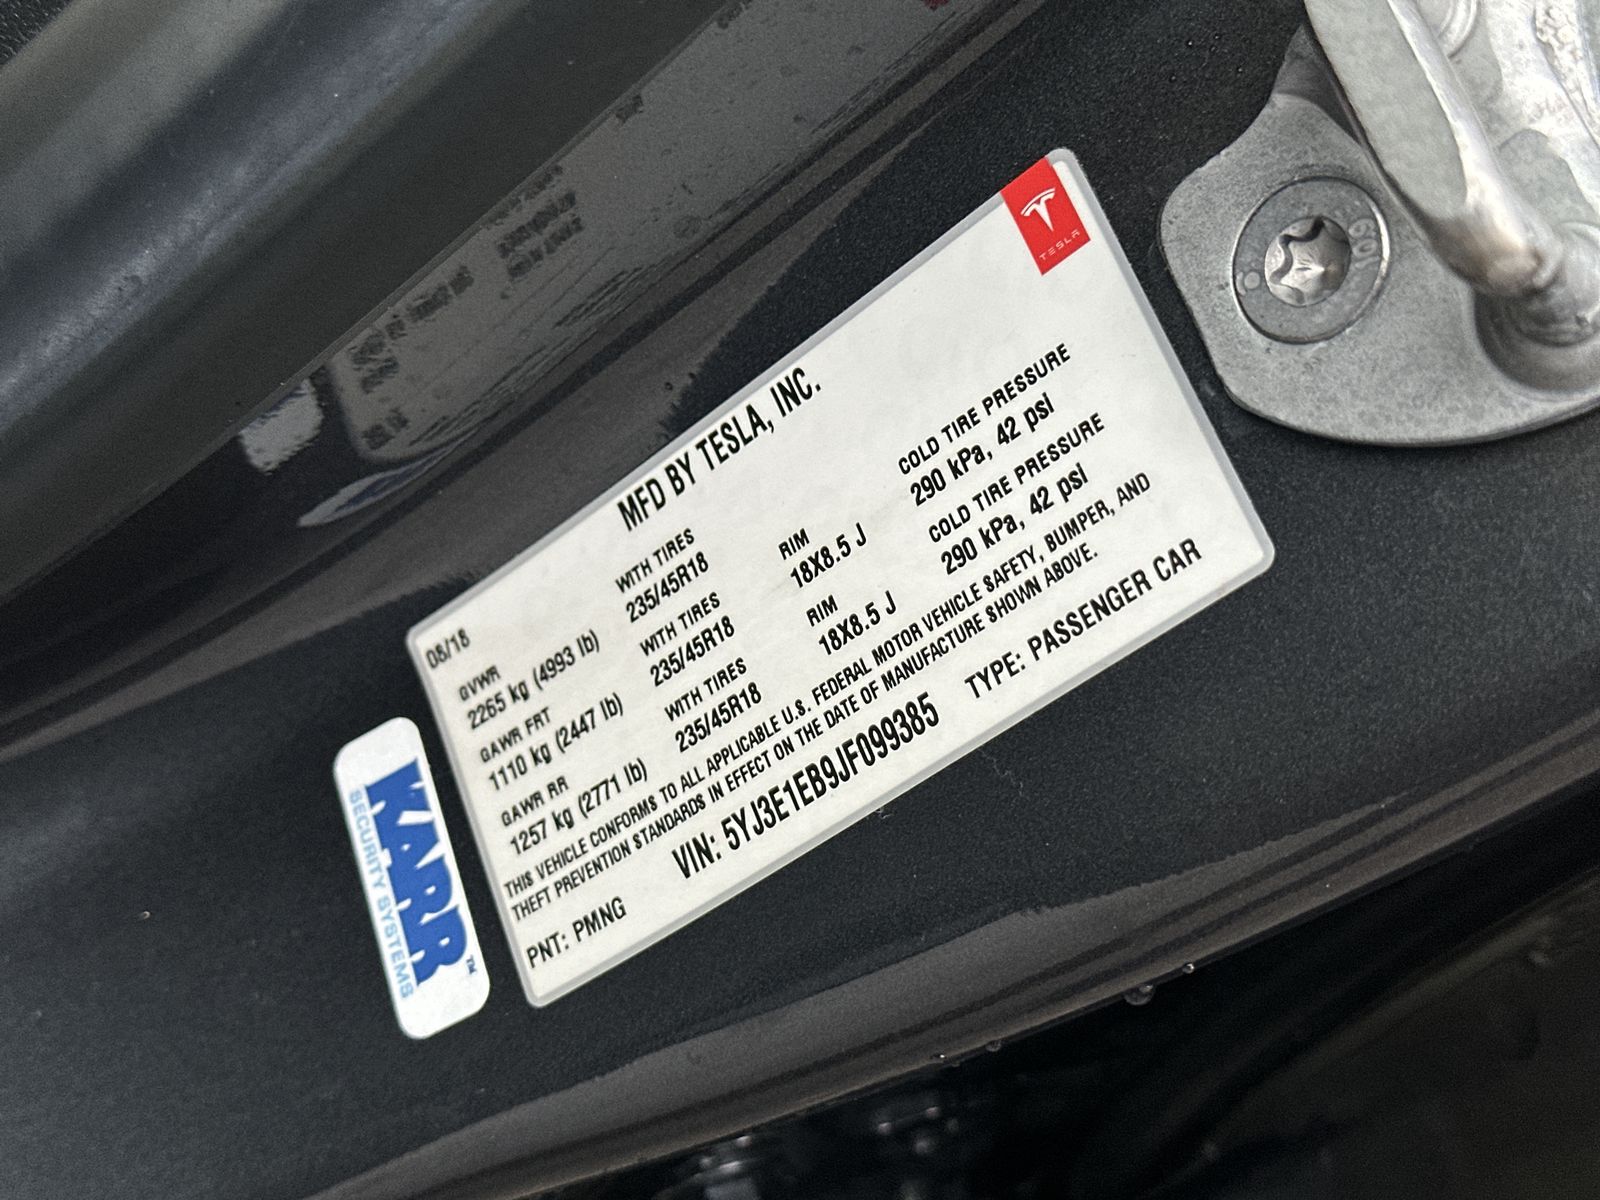 TESLA
MFD BY TESLA, INC.
08/18
GVWR WITH TIRES RIM COLD TIRE PRESSURE
2265 kg (4993 lb) 235/45R18 18X8.5 J 290 kPa, 42 psi
GAWR FRT WITH TIRES RIM COLD TIRE PRESSURE
1110 kg (2447 lb) 235/45R18 18X8.5 J 290 kPa, 42 psi
GAWR RR WITH TIRES
1257 kg (2771 lb) 235/45R18
THIS VEHICLE CONFORMS TO ALL APPLICABLE U.S. FEDERAL MOTOR VEHICLE SAFETY, BUMPER, AND
THEFT PREVENTION STANDARDS IN EFFECT ON THE DATE OF MANUFACTURE SHOWN ABOVE.
VIN: 5YJ3E1EB9JF099385 TYPE: PASSENGER CAR
PNT: PMNG
KARR™
SECURITY SYSTEMS
109